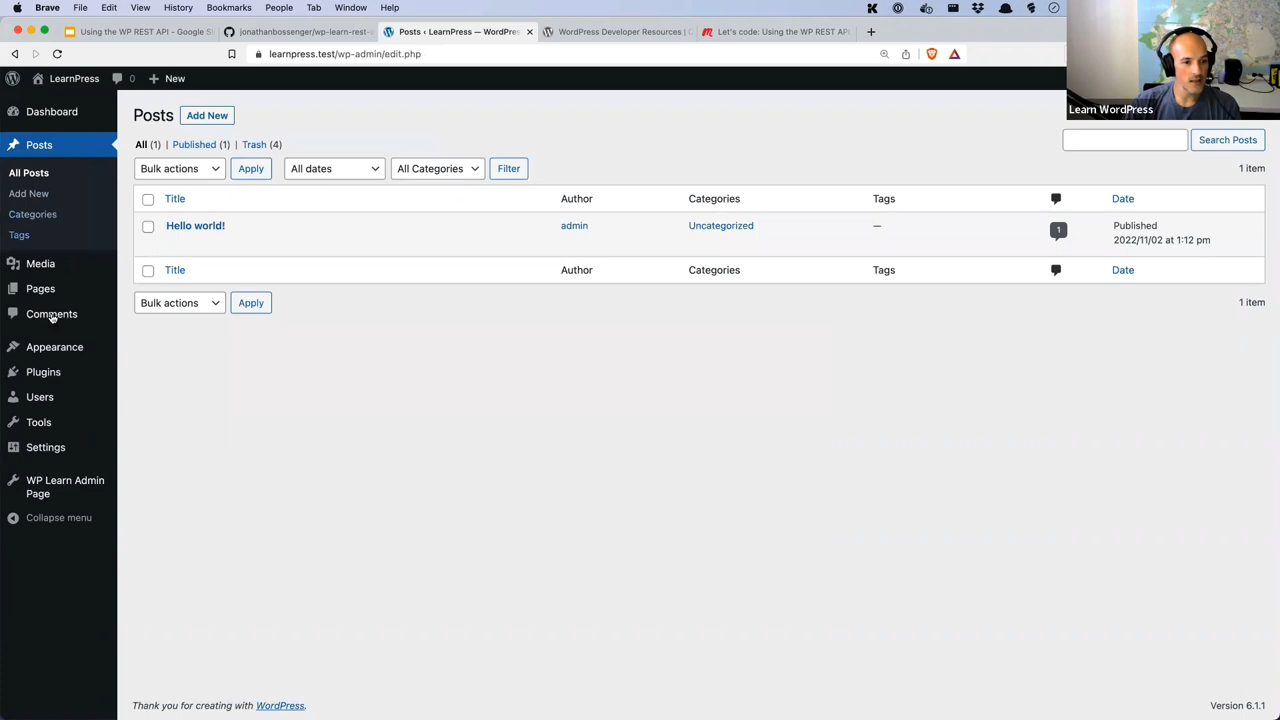 Brave File Edit View History Bookmarks People Tab Window Help
Using the WP REST API - Google Sl
jonathanbossenger/wp-learn-rest-
Posts ‹ LearnPress — WordPres
WordPress Developer Resources | C
Let's code: Using the WP REST API
learnpress.test/wp-admin/edit.php
LearnPress 0 New
Learn WordPress
Dashboard
Posts
All Posts
Add New
Categories
Tags
Media
Pages
Comments
Appearance
Plugins
Users
Tools
Settings
WP Learn Admin
Page
Collapse menu
Posts Add New
All (1) | Published (1) | Trash (4)
Search Posts
Bulk actions Apply All dates All Categories Filter
1 item
Title Author Categories Tags Date
Hello world! admin Uncategorized — 1 Published
2022/11/02 at 1:12 pm
Title Author Categories Tags Date
Bulk actions Apply
1 item
Thank you for creating with WordPress.
Version 6.1.1